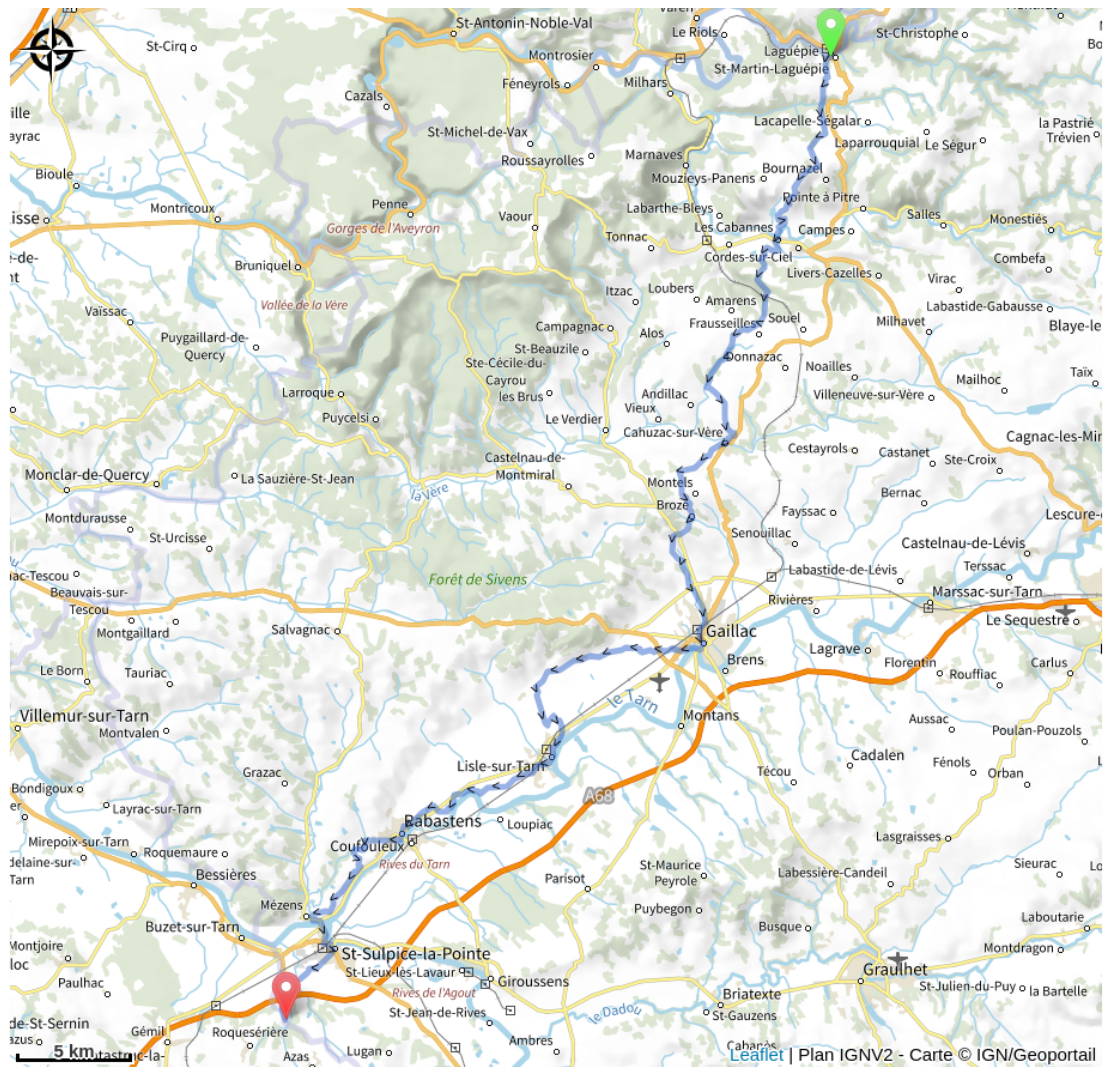 St-Antonin-Noble-Val
Varen
Le Riols
St-Cirq
Laguépie
St-Christophe
Montrosier
St-Martin-Laguépie
Féneyrols
Milhars
Cazals
Lacapelle-Ségalar
la Pastrié
Trévien
St-Michel-de-Vax
Laparrouquial
Le Ségur
Roussayrolles
Marnaves
Bournazel
Bioule
Mouzieys-Panens
Pointe à Pitre
Montricoux
Penne
Labarthe-Bleys
Salles
Monestiés
Vaour
Gorges de l'Aveyron
Les Cabannes
Campes
Tonnac
Cordes-sur-Ciel
Combefa
Bruniquel
Livers-Cazelles
Virac
Itzac
Loubers
Vallée de la Vère
Amarens
Labastide-Gabausse
Vaïssac
Frausseilles
Souel
Milhavet
Blaye-le
Campagnac
Alos
Puygaillard-de-
Quercy
St-Beauzile
Donnazac
Ste-Cécile-du-
Cayrou
Noailles
Taïx
Mailhoc
Larroque
les Brus
Andillac
Villeneuve-sur-Vère
Puycelsi
Vieux
Le Verdier
Cahuzac-sur-Vère
Cagnac-les-Min
Cestayrols
Castanet
Ste-Croix
Castelnau-de-
Montmiral
Monclar-de-Quercy
La Sauzière-St-Jean
Montels
la Vère
Bernac
Broze
Montdurausse
Fayssac
Lescure-d
St-Urcisse
Senouillac
Castelnau-de-Lévis
Terssac
Labastide-de-Lévis
Forêt de Sivens
nac-Tescou
Beauvais-sur-
Tescou
Marssac-sur-Tarn
Rivières
Montgaillard
Salvagnac
Gaillac
Le Sequestre
Lagrave
Brens
Florentin
Carlus
Le Born
Tauriac
Rouffiac
le Tarn
Villemur-sur-Tarn
Montans
Aussac
Montvalen
Poulan-Pouzols
Cadalen
Lisle-sur-Tarn
Fénols
Grazac
Técou
Orban
Bondigoux
A68
Layrac-sur-Tarn
Rabastens
Loupiac
Lasgraisses
Mirepoix-sur-Tarn
Coufouleux
Roquemaure
Rives du Tarn
delaine-sur-
Tarn
St-Maurice
Peyrole
Sieurac
Bessières
Labessière-Candeil
Parisot
Mézens
Puybegon
Laboutarie
Buzet-sur-Tarn
Busque
Montjoire
Montdragon
St-Sulpice-la-Pointe
St-Lieux-lès-Lavaur
Graulhet
Paulhac
Giroussens
St-Julien-du-Puy
la Bartelle
Rives de l'Agout
Briatexte
de-St-Sernin
St-Jean-de-Rives
le Dadou
St-Gauzens
Gémil
Roquesérière
Ambres
Cabanès
5 km
Azas
Lugan
Leaflet | Plan IGNV2 - Carte © IGN/Geoportail